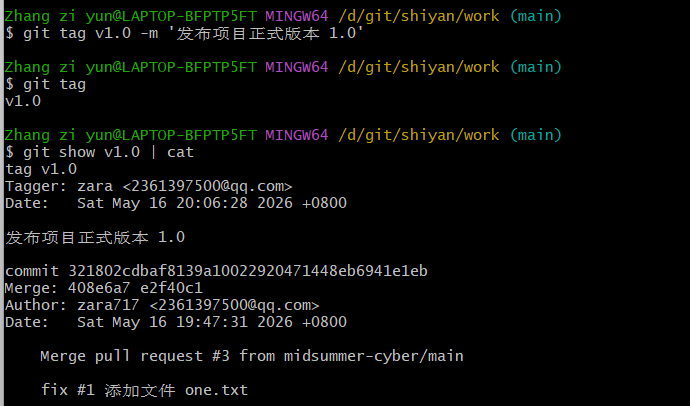 Zhang zi yun@LAPTOP-BFPTP5FT MINGW64 /d/git/shiyan/work (main)
$ git tag v1.0 -m '发布项目正式版本 1.0'
Zhang zi yun@LAPTOP-BFPTP5FT MINGW64 /d/git/shiyan/work (main)
$ git tag
v1.0
Zhang zi yun@LAPTOP-BFPTP5FT MINGW64 /d/git/shiyan/work (main)
$ git show v1.0 | cat
tag v1.0
Tagger: zara <2361397500@qq.com>
Date:   Sat May 16 20:06:28 2026 +0800
发布项目正式版本 1.0
commit 321802cdbaf8139a10022920471448eb6941e1eb
Merge: 408e6a7 e2f40c1
Author: zara717 <2361397500@qq.com>
Date:   Sat May 16 19:47:31 2026 +0800
    Merge pull request #3 from midsummer-cyber/main
    fix #1 添加文件 one.txt